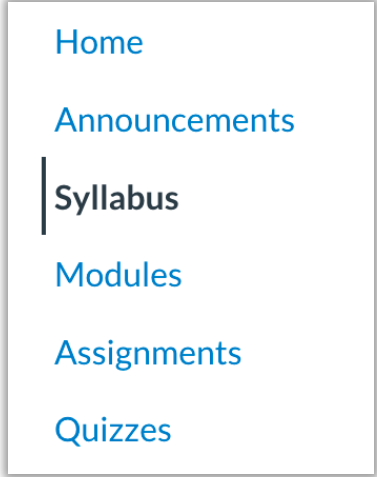 Home
Announcements
Syllabus
Modules
Assignments
Quizzes